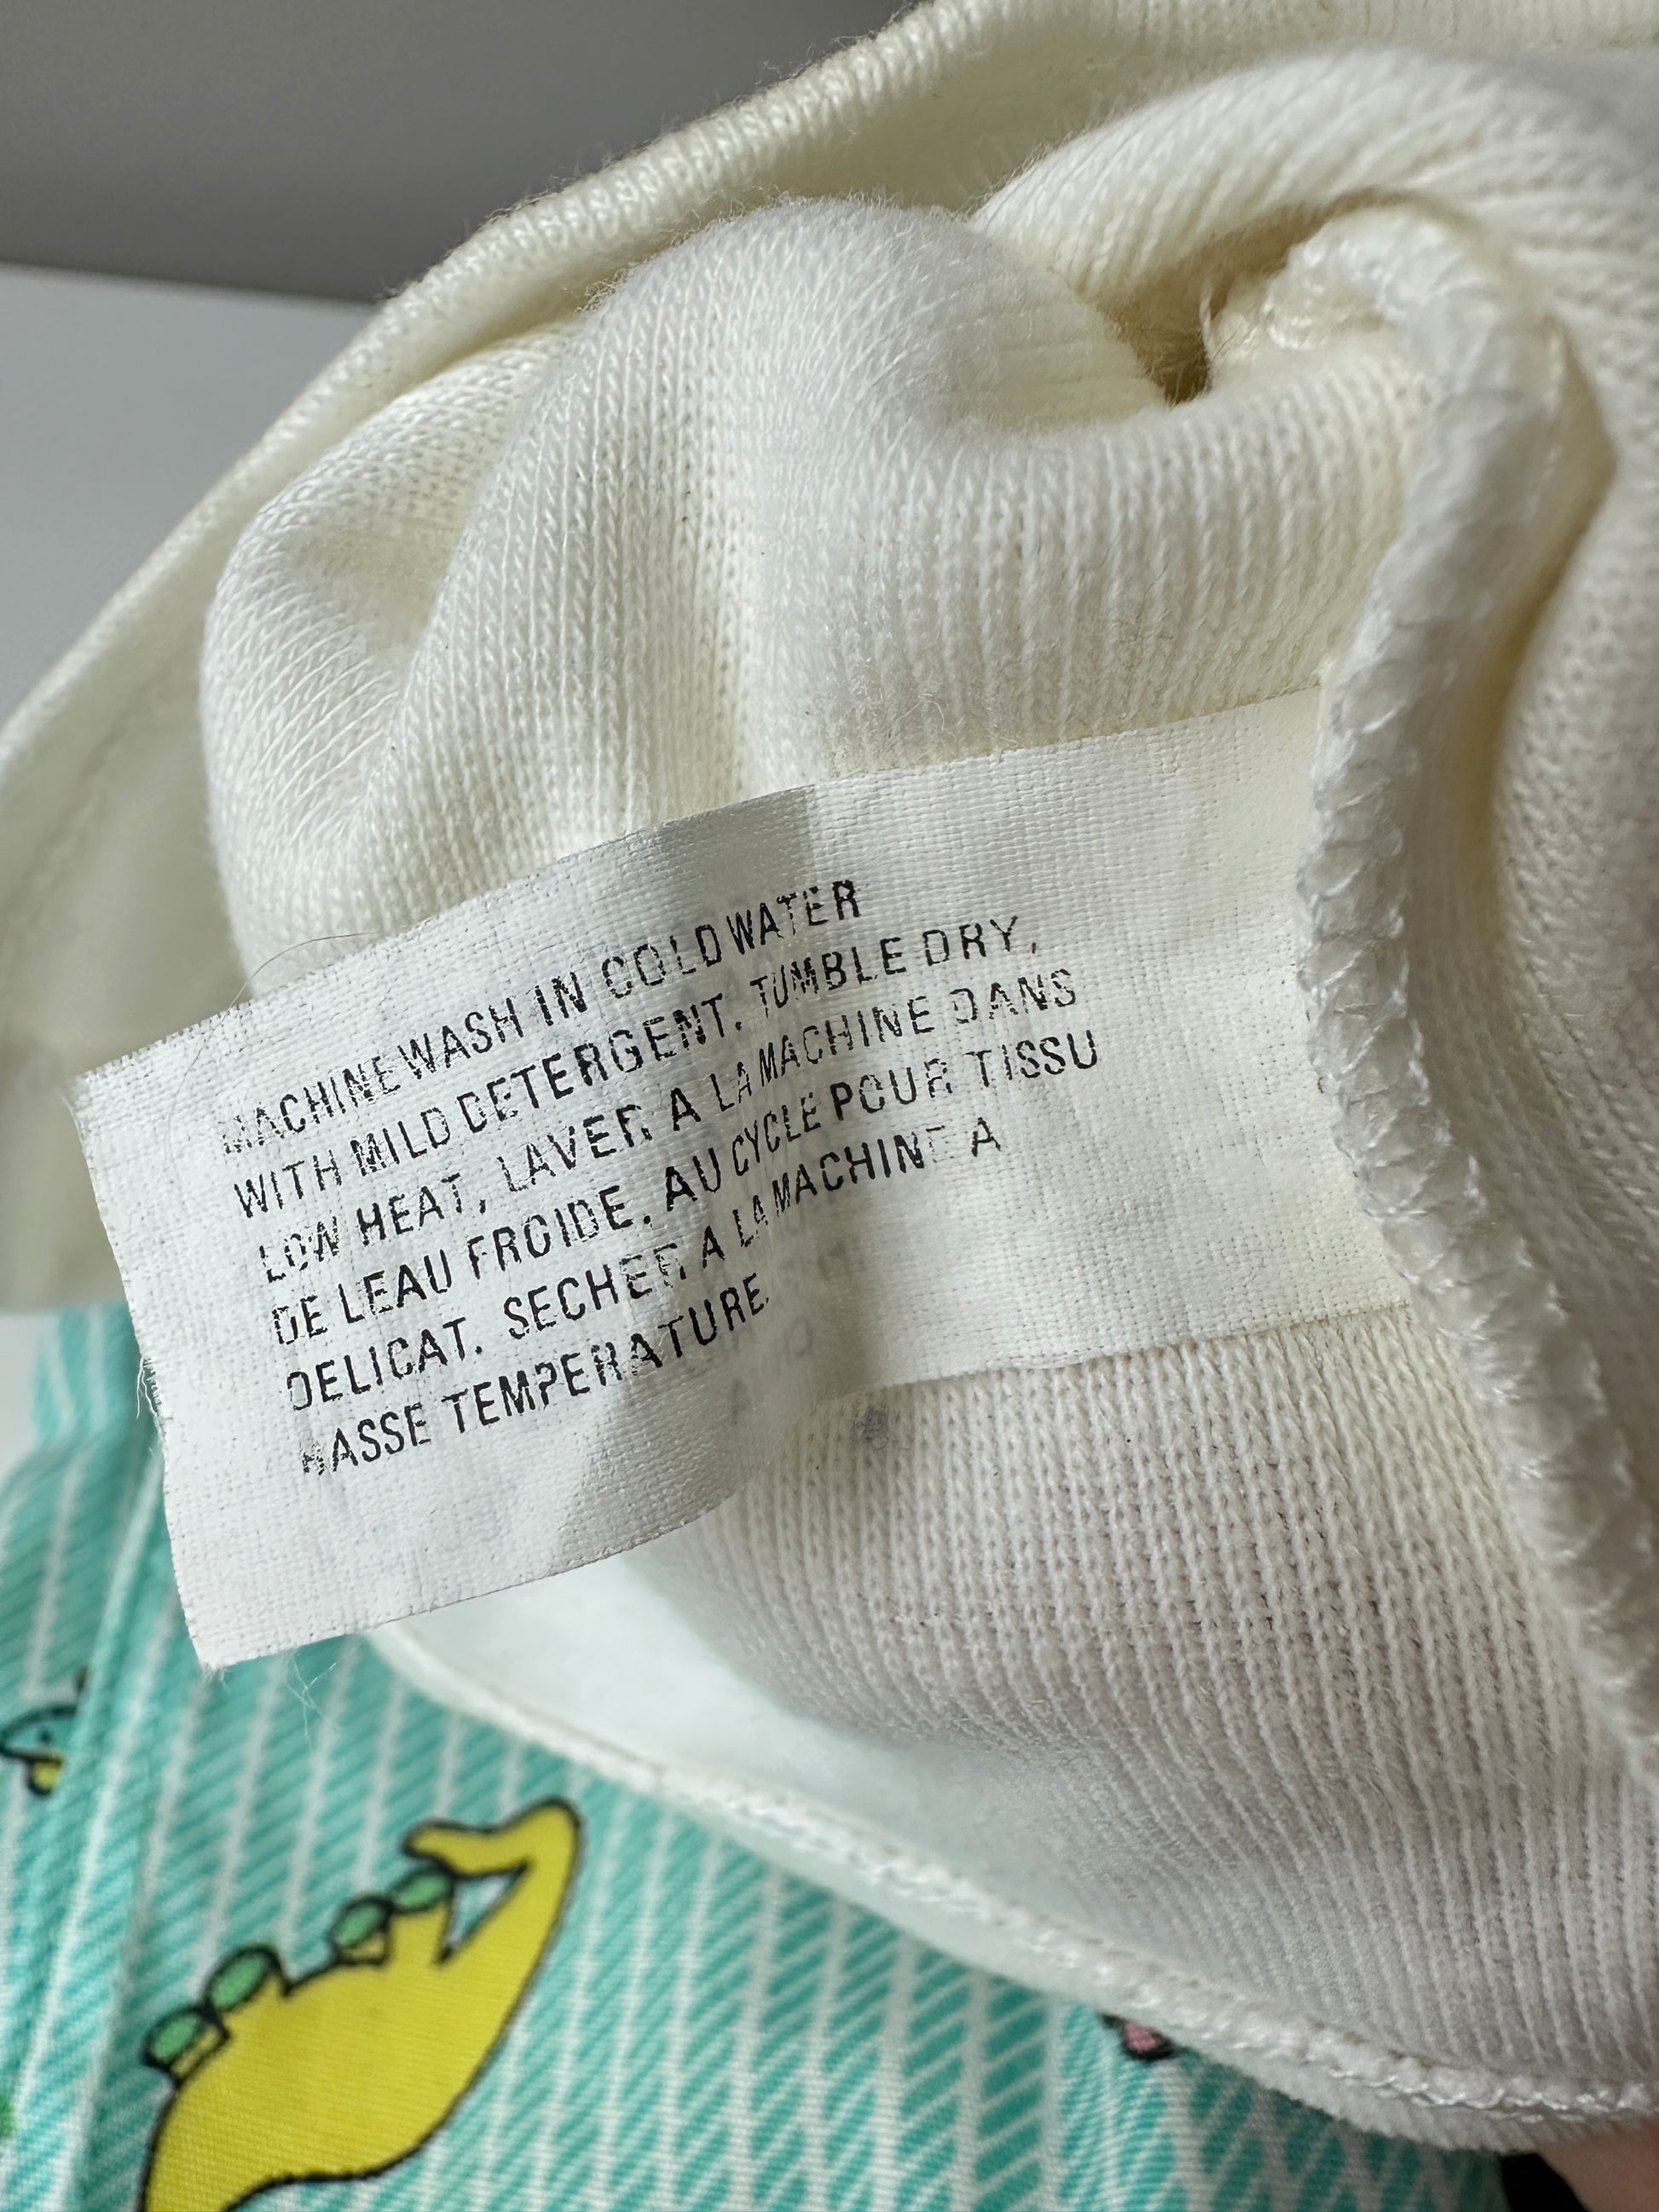 MACHINE WASH IN COLD WATER
WITH MILD DETERGENT. TUMBLE DRY,
LOW HEAT, LAVER A LA MACHINE DANS
DE LEAU FROIDE. AU CYCLE POUR TISSU
DELICAT. SECHER A LA MACHINE A
BASSE TEMPERATURE